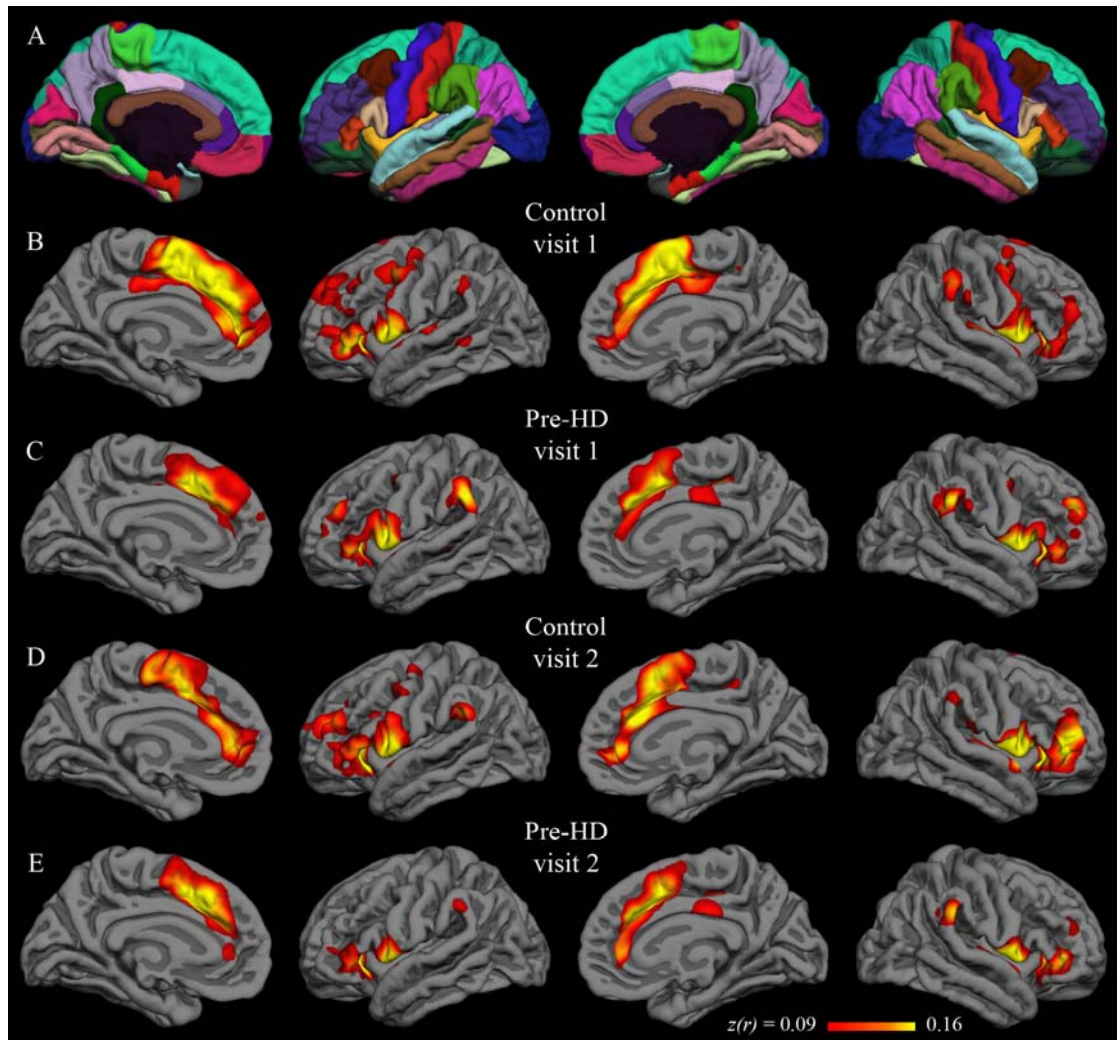 A
Control
visit 1
B
Pre-HD
visit 1
C
Control
visit 2
D
Pre-HD
visit 2
E
z(r) = 0.09 0.16